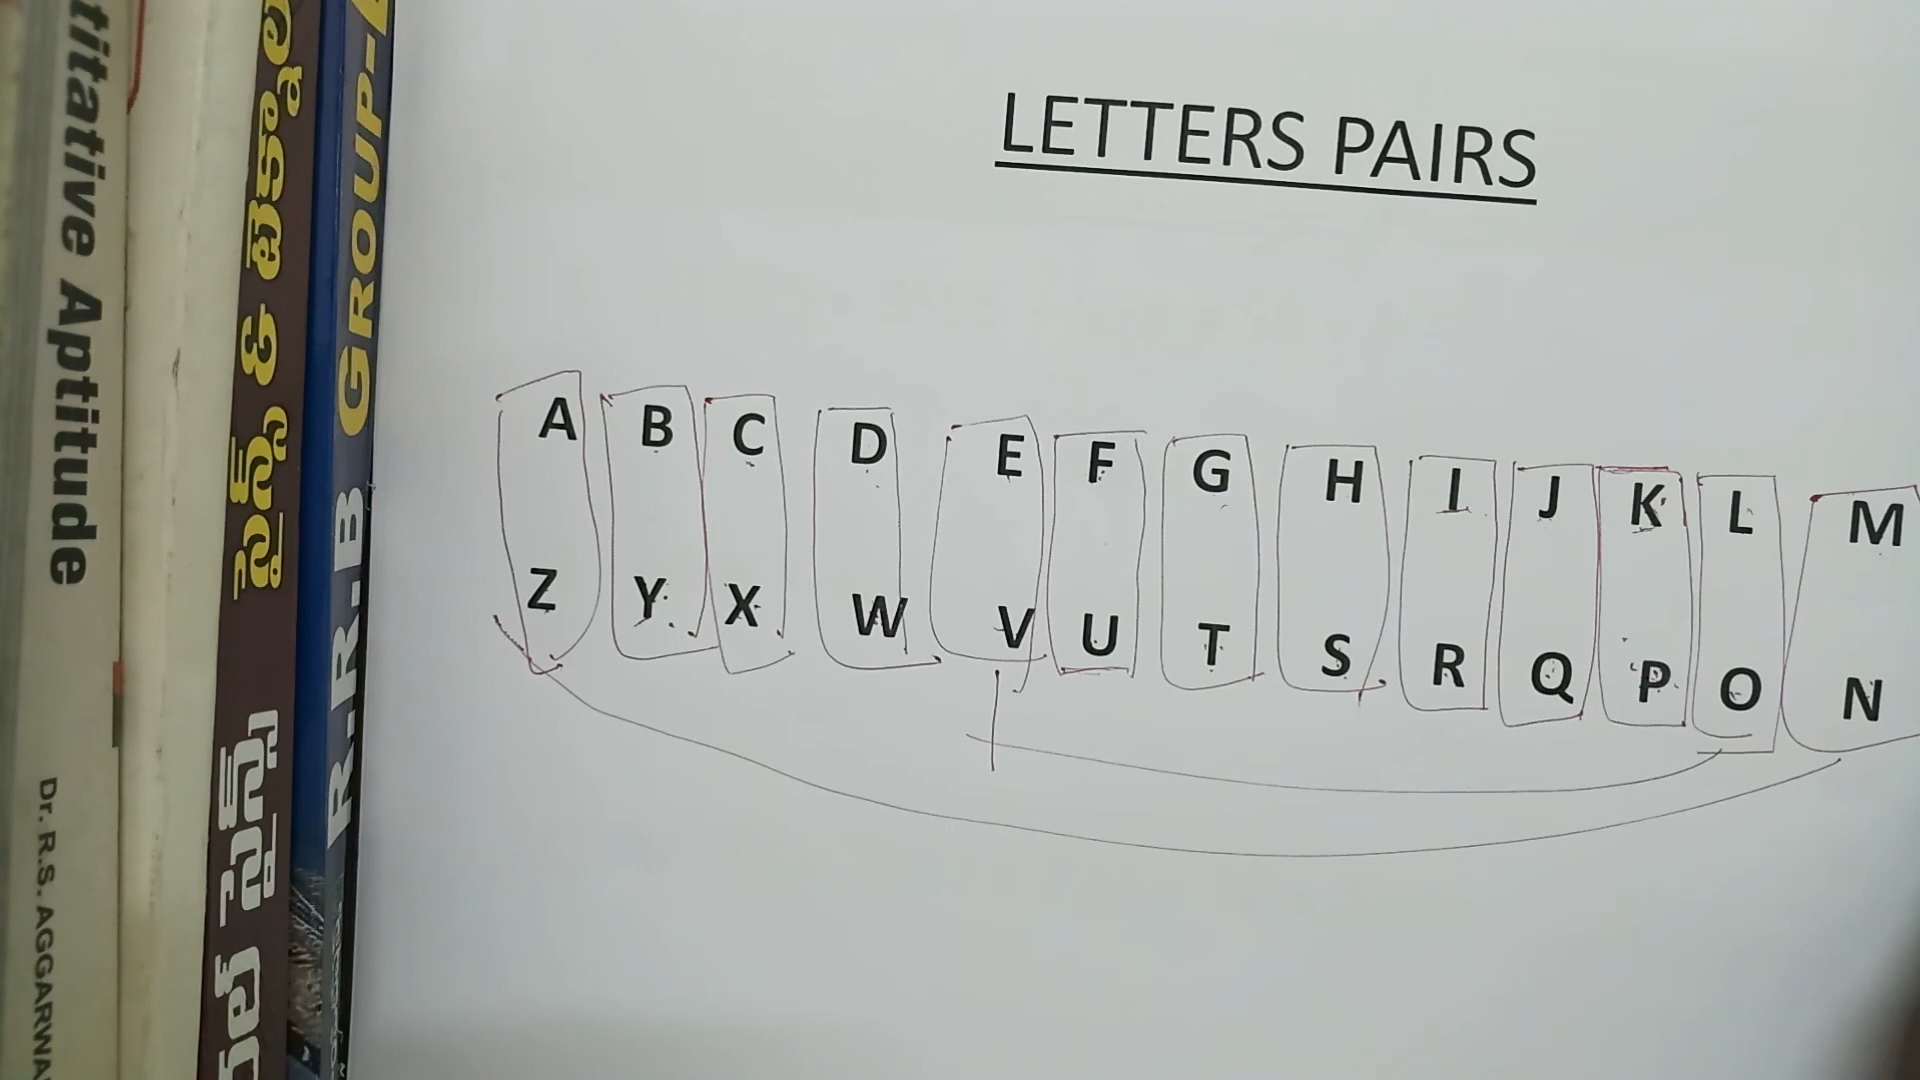 titative Aptitude
Dr. R.S. AGGARWA
సైన్స్ & టెక్నాల
సైన్స్
R.R.B GROUP-
LETTERS PAIRS
A B C D E F G H I J K L M
Z Y X W V U T S R Q P O N